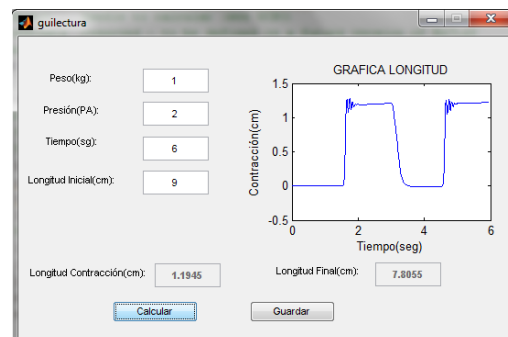 guilectura
Peso(kg): 1
Presión(PA): 2
Tiempo(sg): 6
Longitud Inicial(cm): 9
GRAFICA LONGITUD
Contracción(cm)
1.5
1
0.5
0
-0.5
0 2 4 6
Tiempo(seg)
Longitud Contracción(cm): 1.1945
Longitud Final(cm): 7.8055
Calcular
Guardar